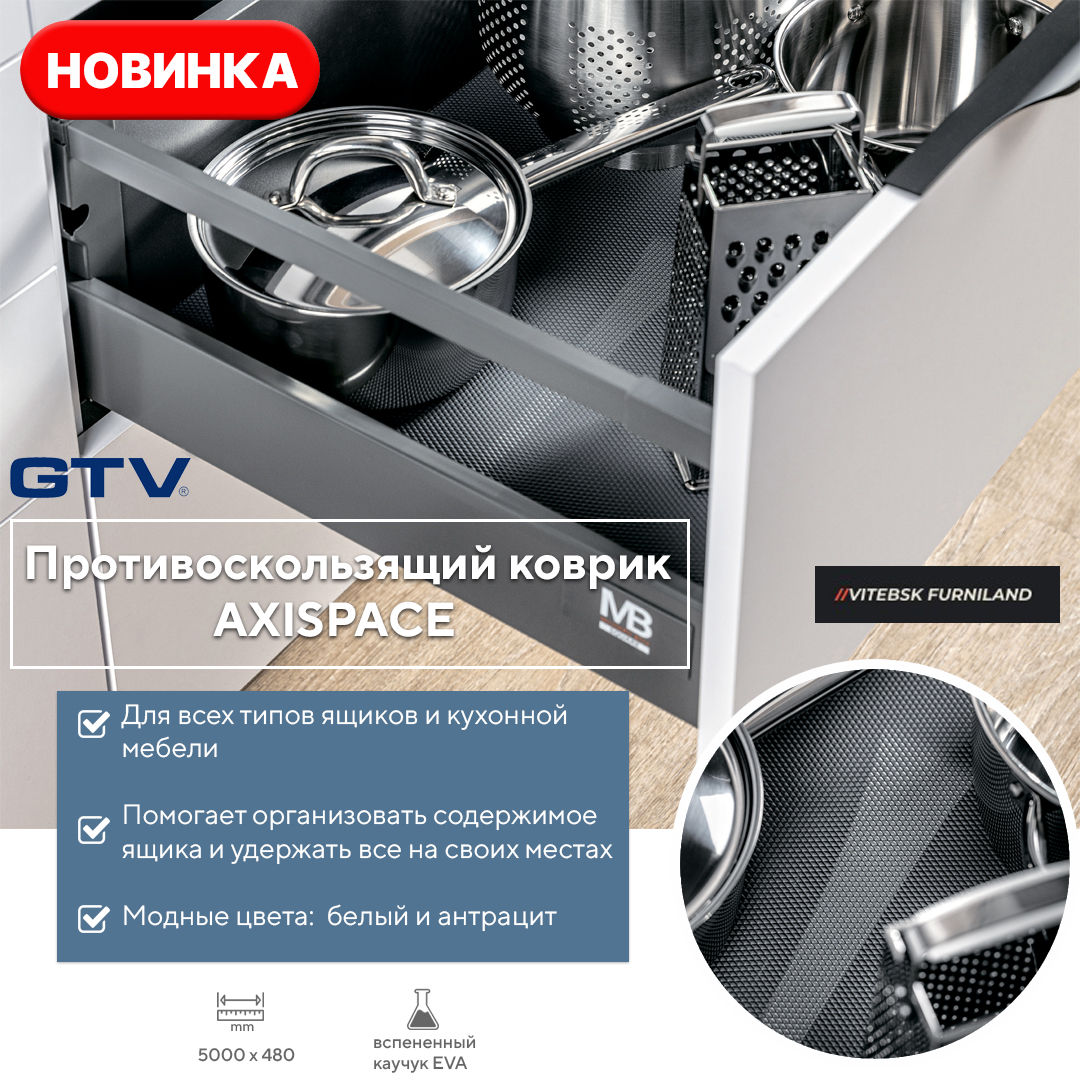 НОВИНКА
GTV®
Противоскользящий коврик
AXISPACE
MB
//VITEBSK FURNILAND
Для всех типов ящиков и кухонной
мебели
Помогает организовать содержимое
ящика и удержать все на своих местах
Модные цвета: белый и антрацит
mm
5000 x 480
вспененный
каучук EVA